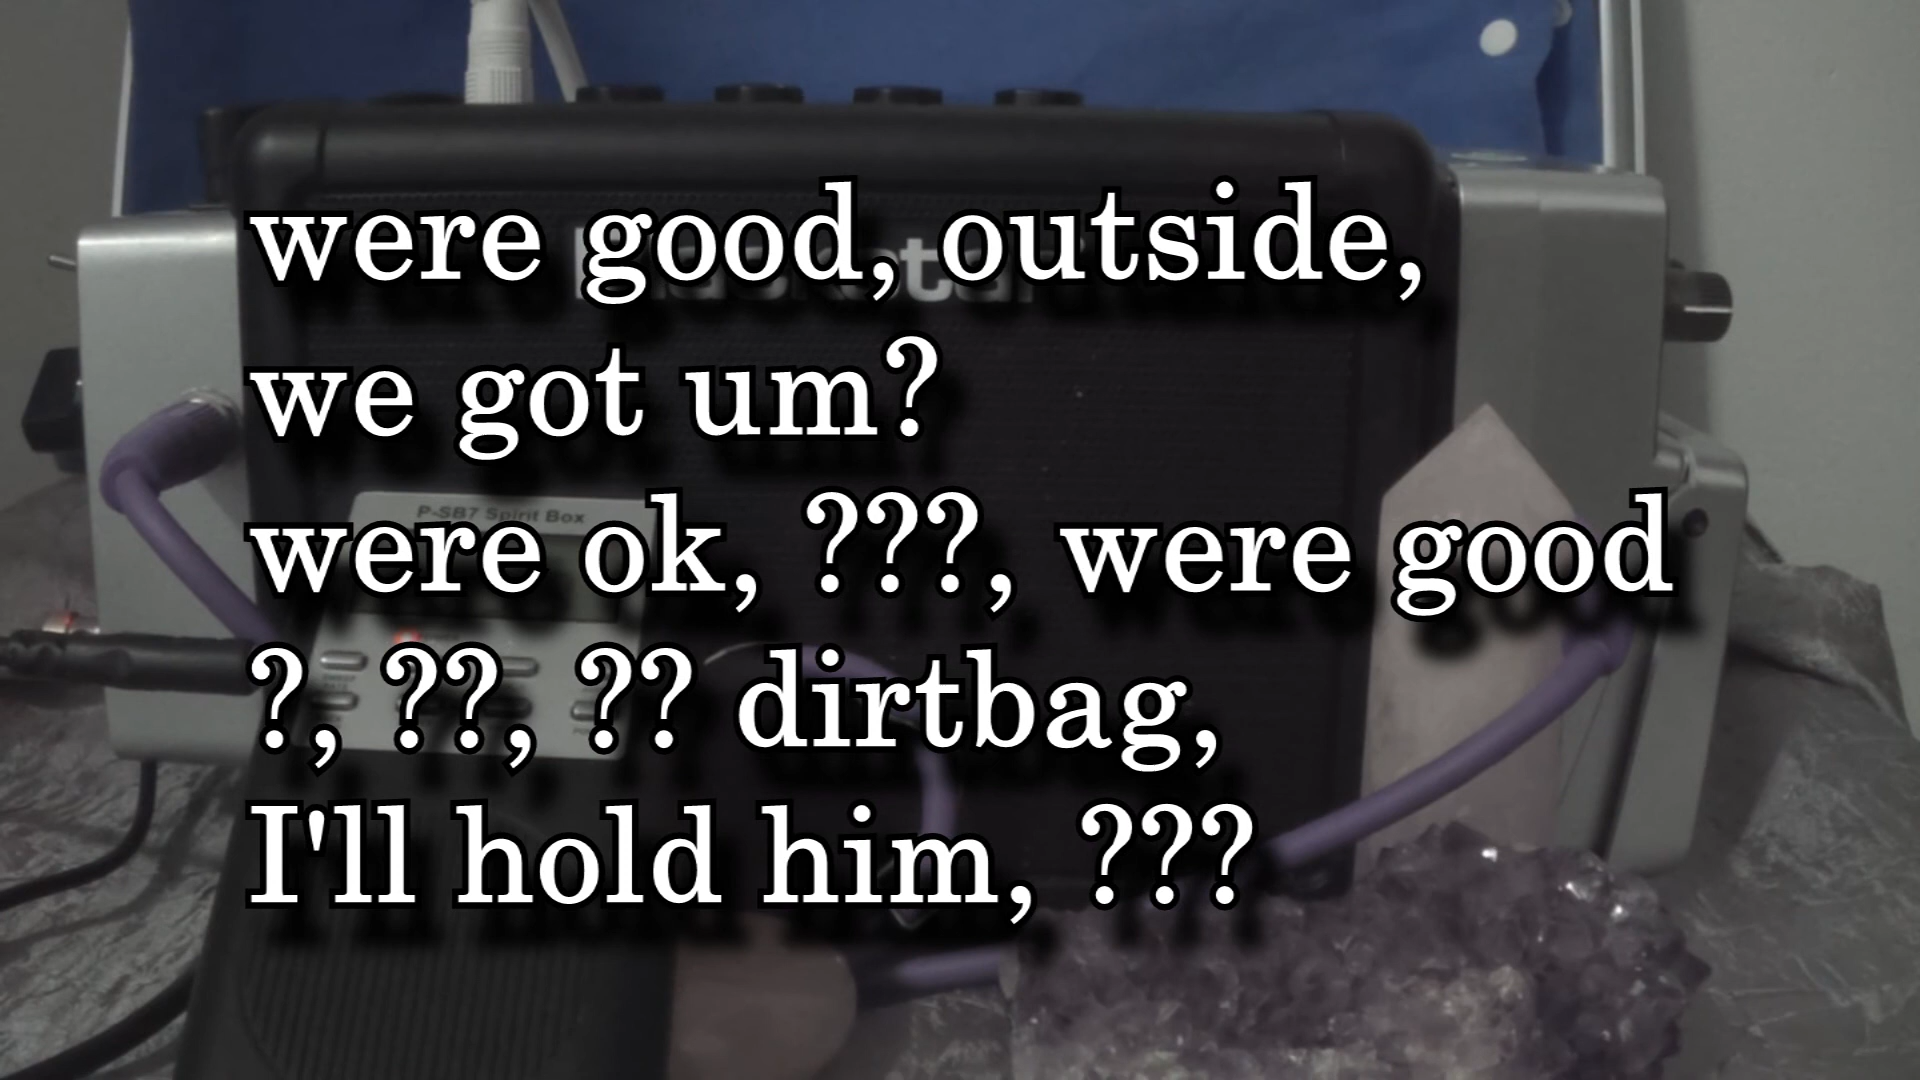 were good, outside,
we got um?
were ok, ???, were good
?, ??, ?? dirtbag,
I'll hold him, ???
P-SB7 Spirit Box